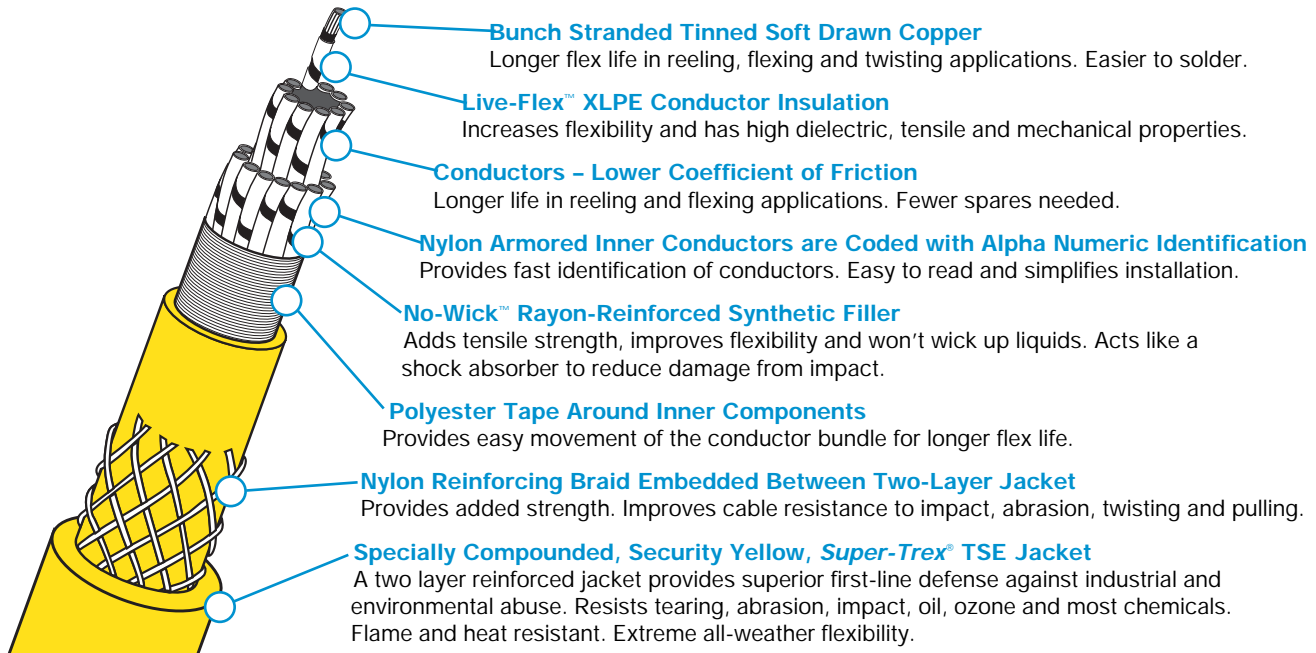 Bunch Stranded Tinned Soft Drawn Copper
Longer flex life in reeling, flexing and twisting applications. Easier to solder.
Live-Flex™ XLPE Conductor Insulation
Increases flexibility and has high dielectric, tensile and mechanical properties.
Conductors – Lower Coefficient of Friction
Longer life in reeling and flexing applications. Fewer spares needed.
Nylon Armored Inner Conductors are Coded with Alpha Numeric Identification
Provides fast identification of conductors. Easy to read and simplifies installation.
No-Wick™ Rayon-Reinforced Synthetic Filler
Adds tensile strength, improves flexibility and won’t wick up liquids. Acts like a
shock absorber to reduce damage from impact.
Polyester Tape Around Inner Components
Provides easy movement of the conductor bundle for longer flex life.
Nylon Reinforcing Braid Embedded Between Two-Layer Jacket
Provides added strength. Improves cable resistance to impact, abrasion, twisting and pulling.
Specially Compounded, Security Yellow, Super-Trex® TSE Jacket
A two layer reinforced jacket provides superior first-line defense against industrial and
environmental abuse. Resists tearing, abrasion, impact, oil, ozone and most chemicals.
Flame and heat resistant. Extreme all-weather flexibility.